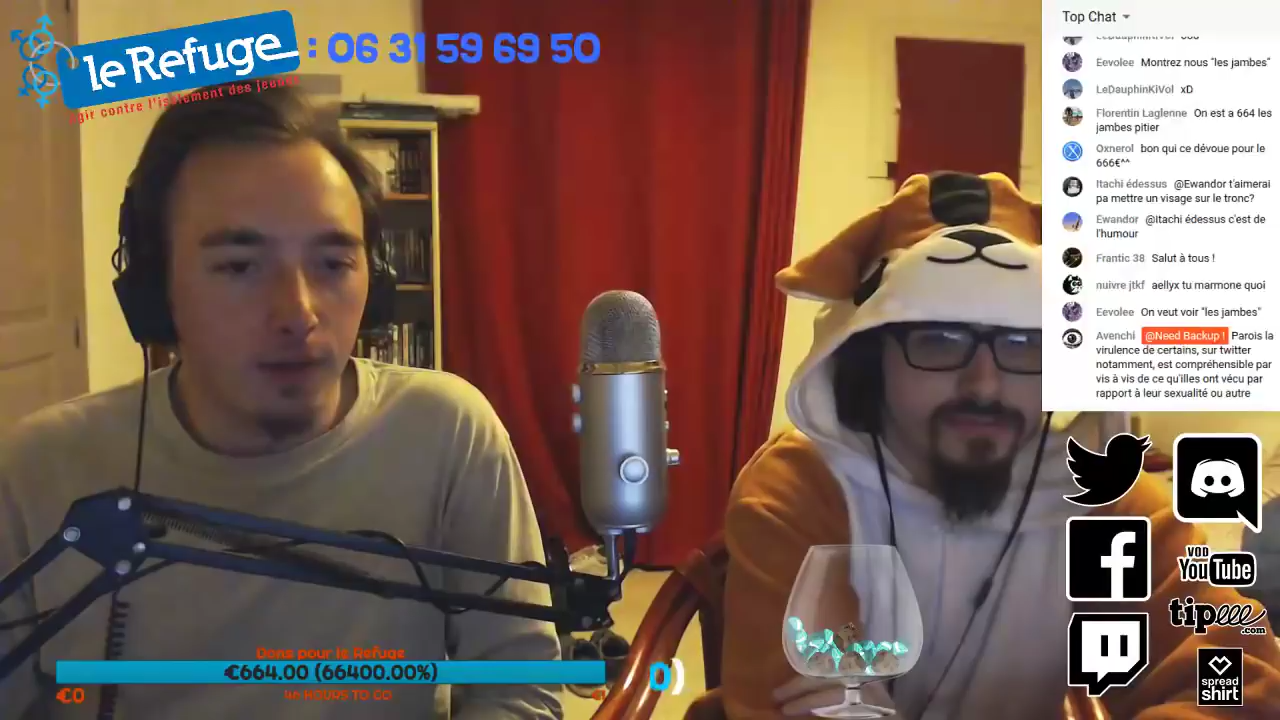 leRefuge : 06 31 59 69 50
agir contre l'isolement des jeunes
Top Chat
LeDauphinKiVol
Eevolee Montrez nous "les jambes"
LeDauphinKiVol xD
Florentin Laglenne On est a 664 les
jambes pitier
Oxnerol bon qui ce dévoue pour le
666€^^
Itachi édessus @Ewandor t'aimerai
pa mettre un visage sur le tronc?
Ewandor @Itachi édessus c'est de
l'humour
Frantic 38 Salut à tous !
nuivre jtkf aellyx tu marmone quoi
Eevolee On veut voir "les jambes"
Avenchi @Need Backup ! Parois la
virulence de certains, sur twitter
notamment, est compréhensible par
vis à vis de ce qu'illes ont vécu par
rapport à leur sexualité ou autre
VOD
YouTube
tipeee
.com
spread
shirt
Dons pour le Refuge
€664.00 (66400.00%)
€0
HOURS TO GO
€1
0)